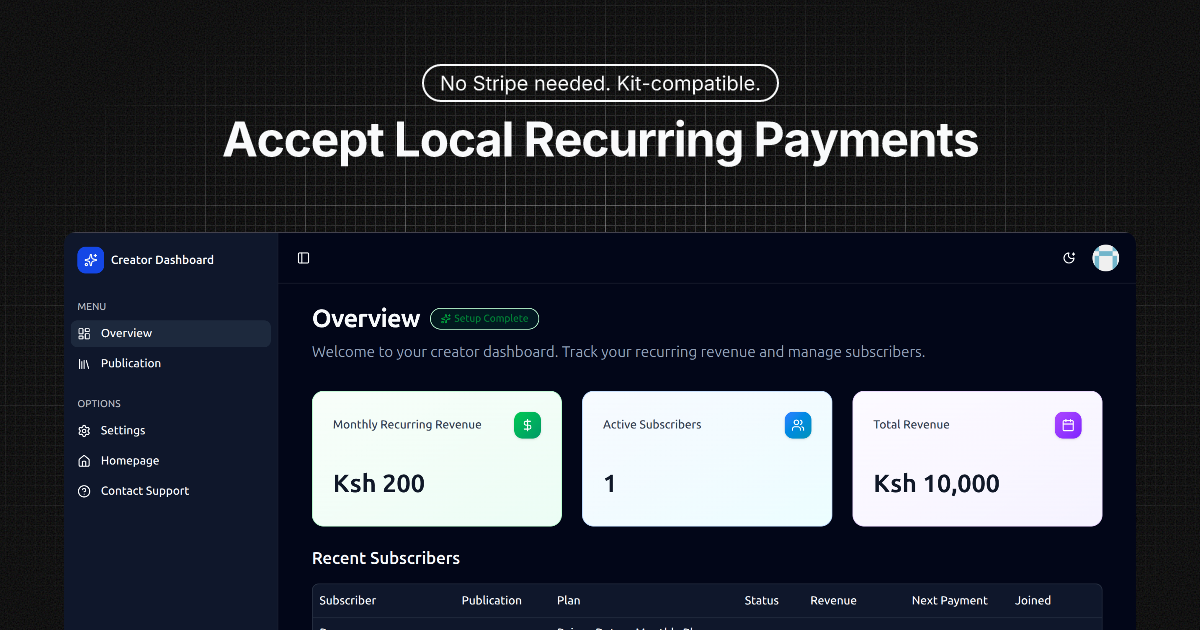 No Stripe needed. Kit-compatible.
Accept Local Recurring Payments
Creator Dashboard
MENU
Overview
Publication
OPTIONS
Settings
Homepage
Contact Support
Overview
Setup Complete
Welcome to your creator dashboard. Track your recurring revenue and manage subscribers.
Monthly Recurring Revenue
$
Ksh 200
Active Subscribers
1
Total Revenue
Ksh 10,000
Recent Subscribers
Subscriber Publication Plan Status Revenue Next Payment Joined